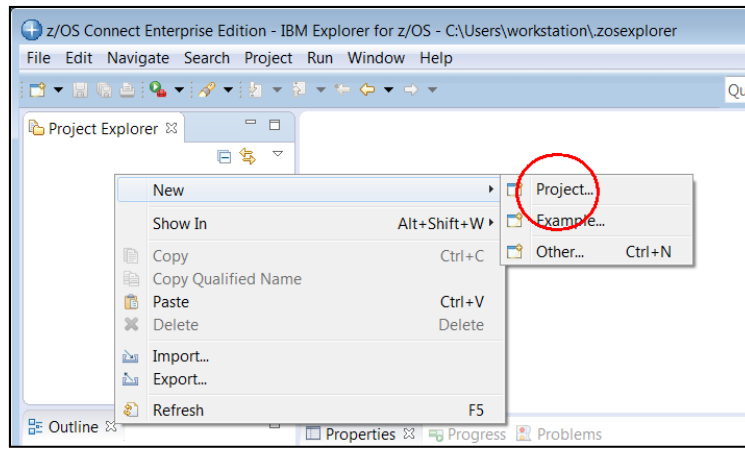 z/OS Connect Enterprise Edition - IBM Explorer for z/OS - C:\Users\workstation\.zosexplorer
File Edit Navigate Search Project Run Window Help
Qu
Project Explorer
New
Project...
Show In Alt+Shift+W
Example...
Copy Ctrl+C
Other... Ctrl+N
Copy Qualified Name
Paste Ctrl+V
Delete Delete
Import...
Export...
Refresh F5
Outline
Properties Progress Problems